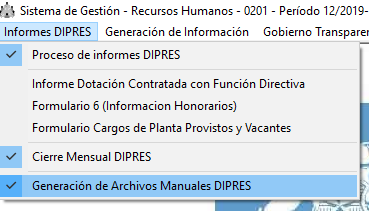 Sistema de Gestión - Recursos Humanos - 0201 - Período 12/2019-
Informes DIPRES Generación de Información Gobierno Transparen
Proceso de informes DIPRES
Informe Dotación Contratada con Función Directiva
Formulario 6 (Informacion Honorarios)
Formulario Cargos de Planta Provistos y Vacantes
Cierre Mensual DIPRES
Generación de Archivos Manuales DIPRES